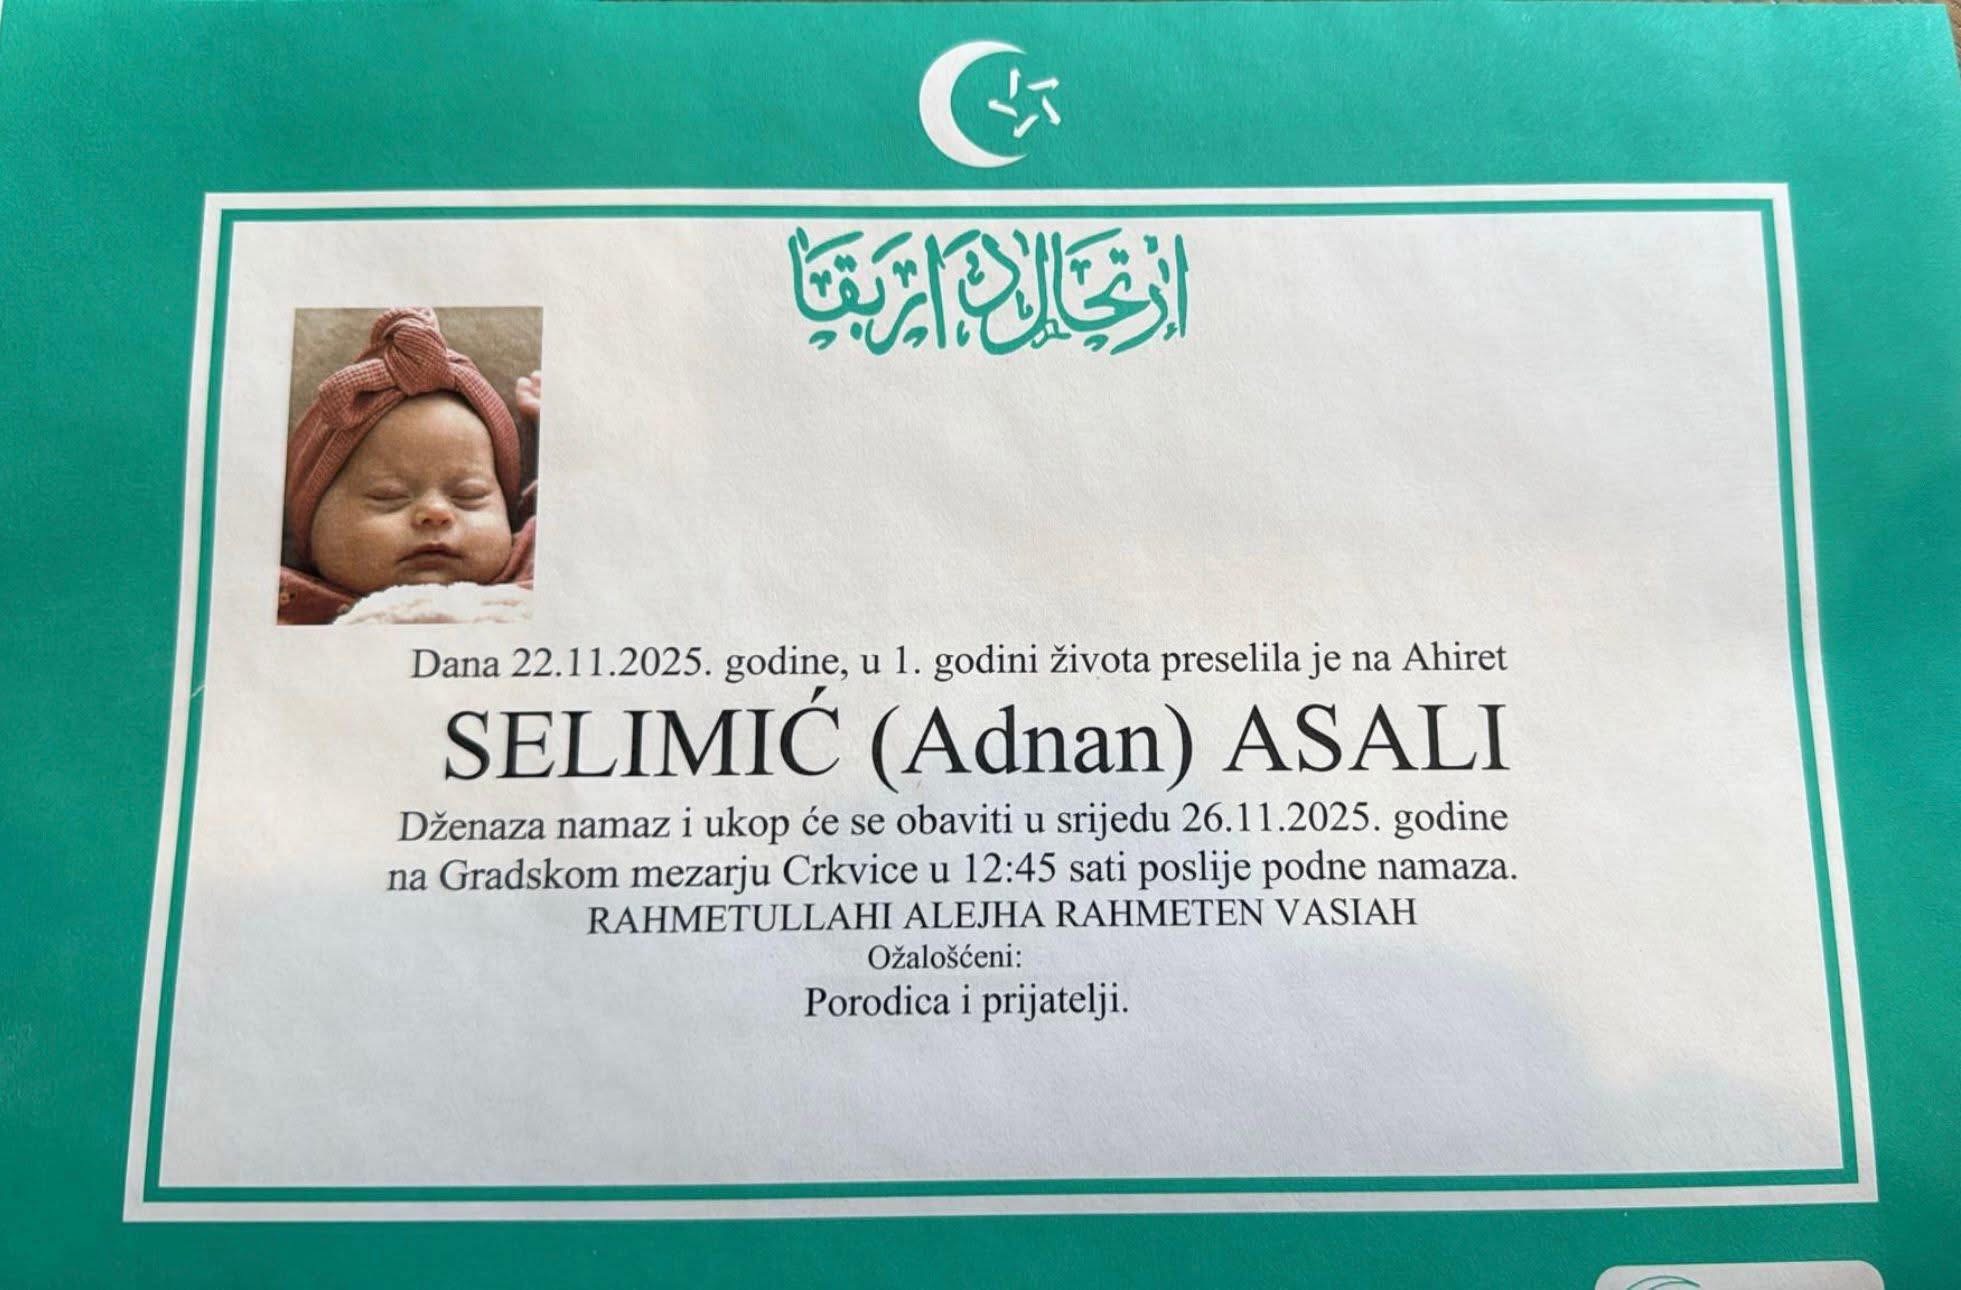 Dana 22.11.2025. godine, u 1. godini života preselila je na Ahiret
SELIMIĆ (Adnan) ASALI
Dženaza namaz i ukop će se obaviti u srijedu 26.11.2025. godine
na Gradskom mezarju Crkvice u 12:45 sati poslije podne namaza.
RAHMETULLAHI ALEJHA RAHMETEN VASIAH
Ožalošćeni:
Porodica i prijatelji.